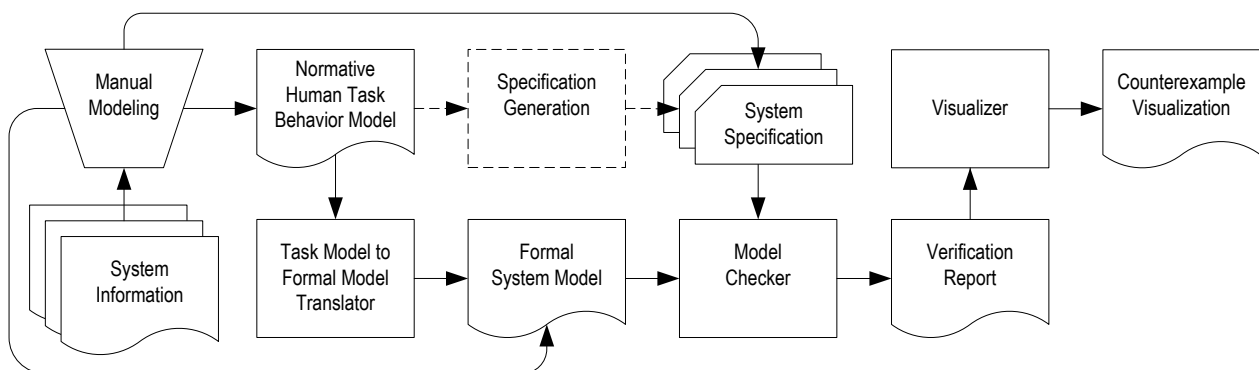 Manual
Modeling
Normative
Human Task
Behavior Model
Specification
Generation
System
Specification
Visualizer
Counterexample
Visualization
System
Information
Task Model to
Formal Model
Translator
Formal
System Model
Model
Checker
Verification
Report